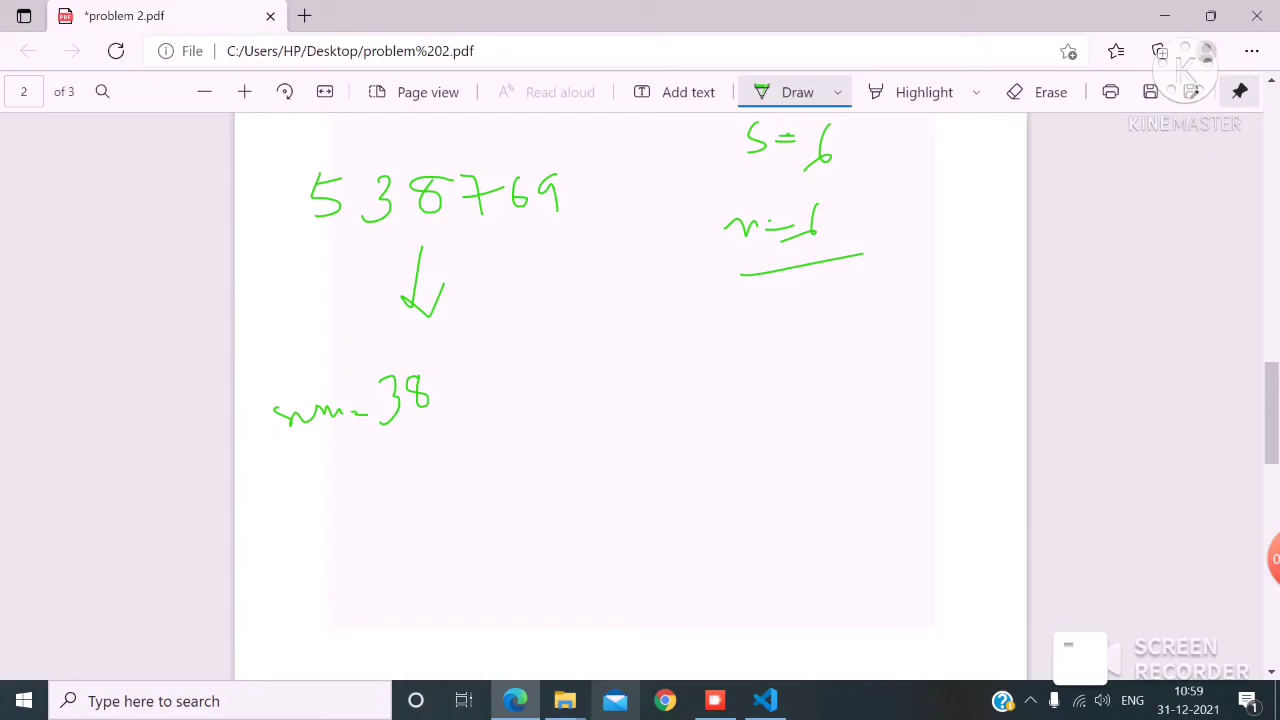 *problem 2.pdf
File C:/Users/HP/Desktop/problem%202.pdf
2 of 3 Page view Read aloud Add text Draw Highlight Erase
KINEMASTER
K
S = 6
538769
n = 6
sum = 38
SCREEN
RECORDER
Type here to search
ENG
10:59
31-12-2021